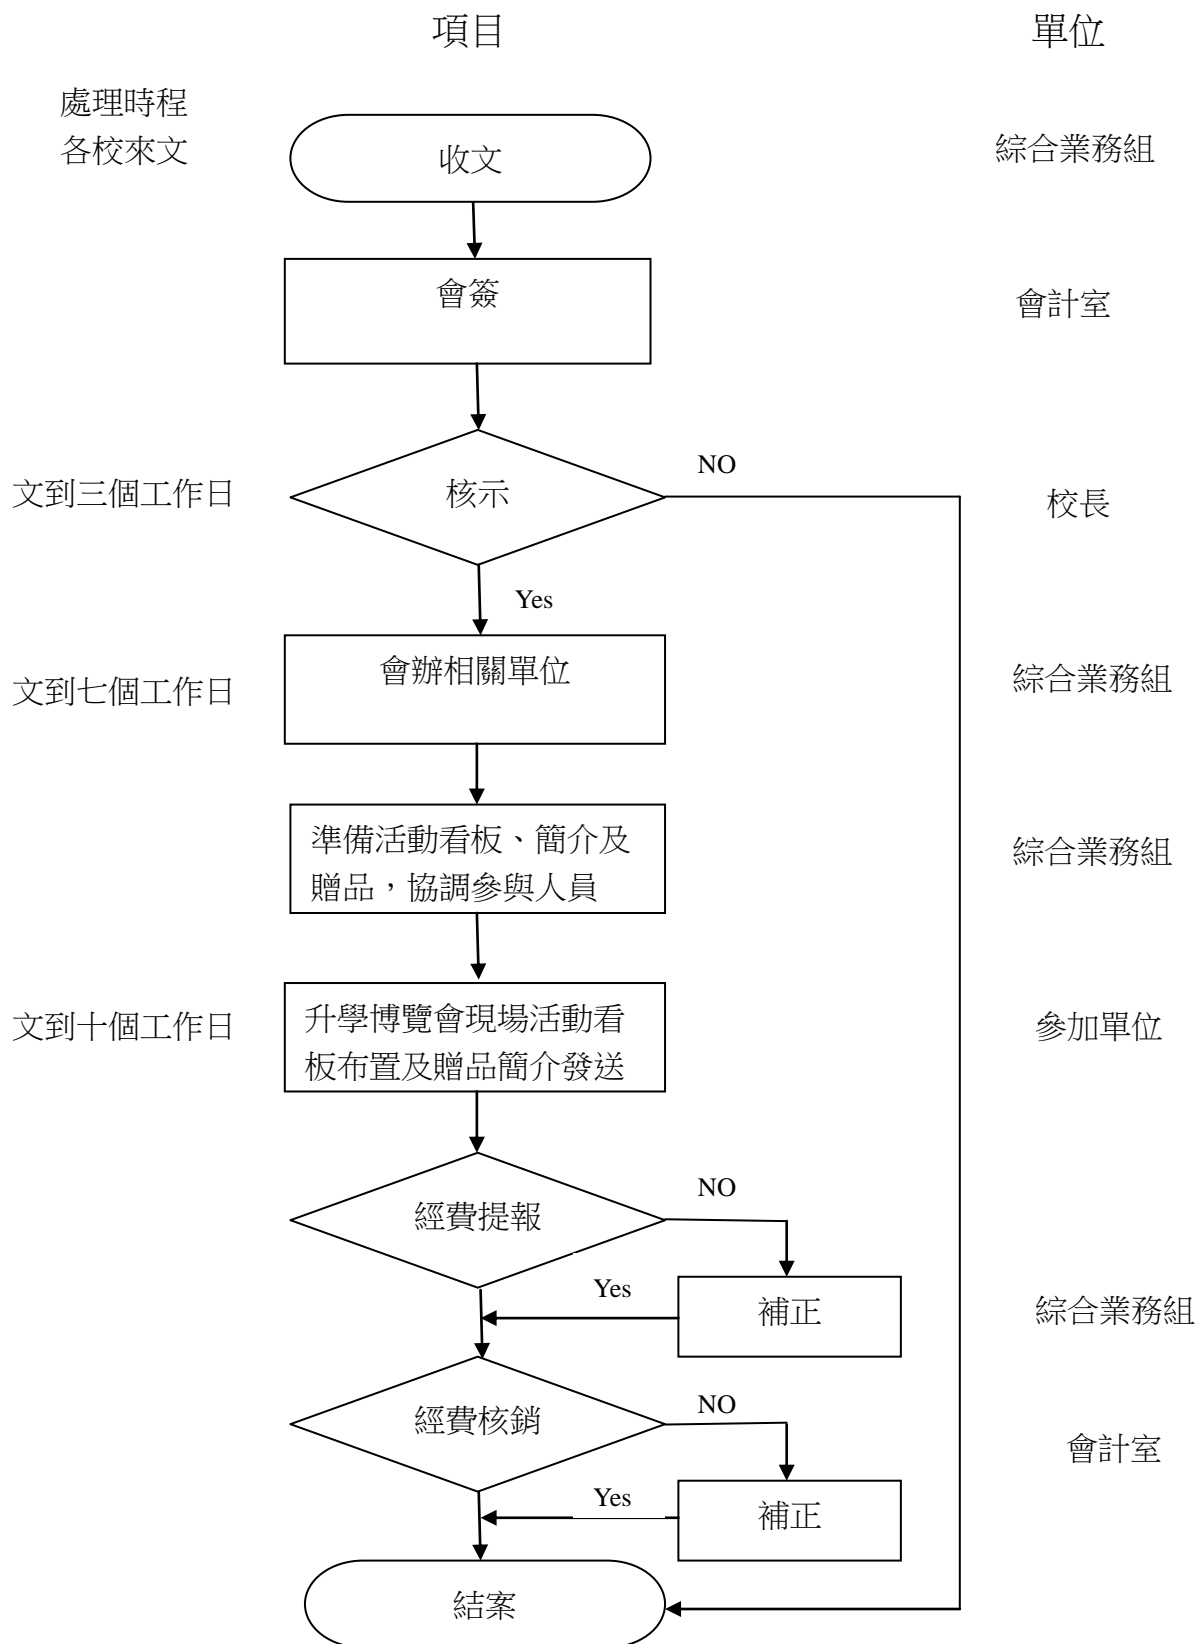 項目
單位
處理時程
各校來文
收文
綜合業務組
會簽
會計室
文到三個工作日
核示
NO
校長
Yes
文到七個工作日
會辦相關單位
綜合業務組
準備活動看板、簡介及
贈品，協調參與人員
綜合業務組
文到十個工作日
升學博覽會現場活動看
板布置及贈品簡介發送
參加單位
經費提報
NO
Yes
補正
綜合業務組
經費核銷
NO
會計室
Yes
補正
結案